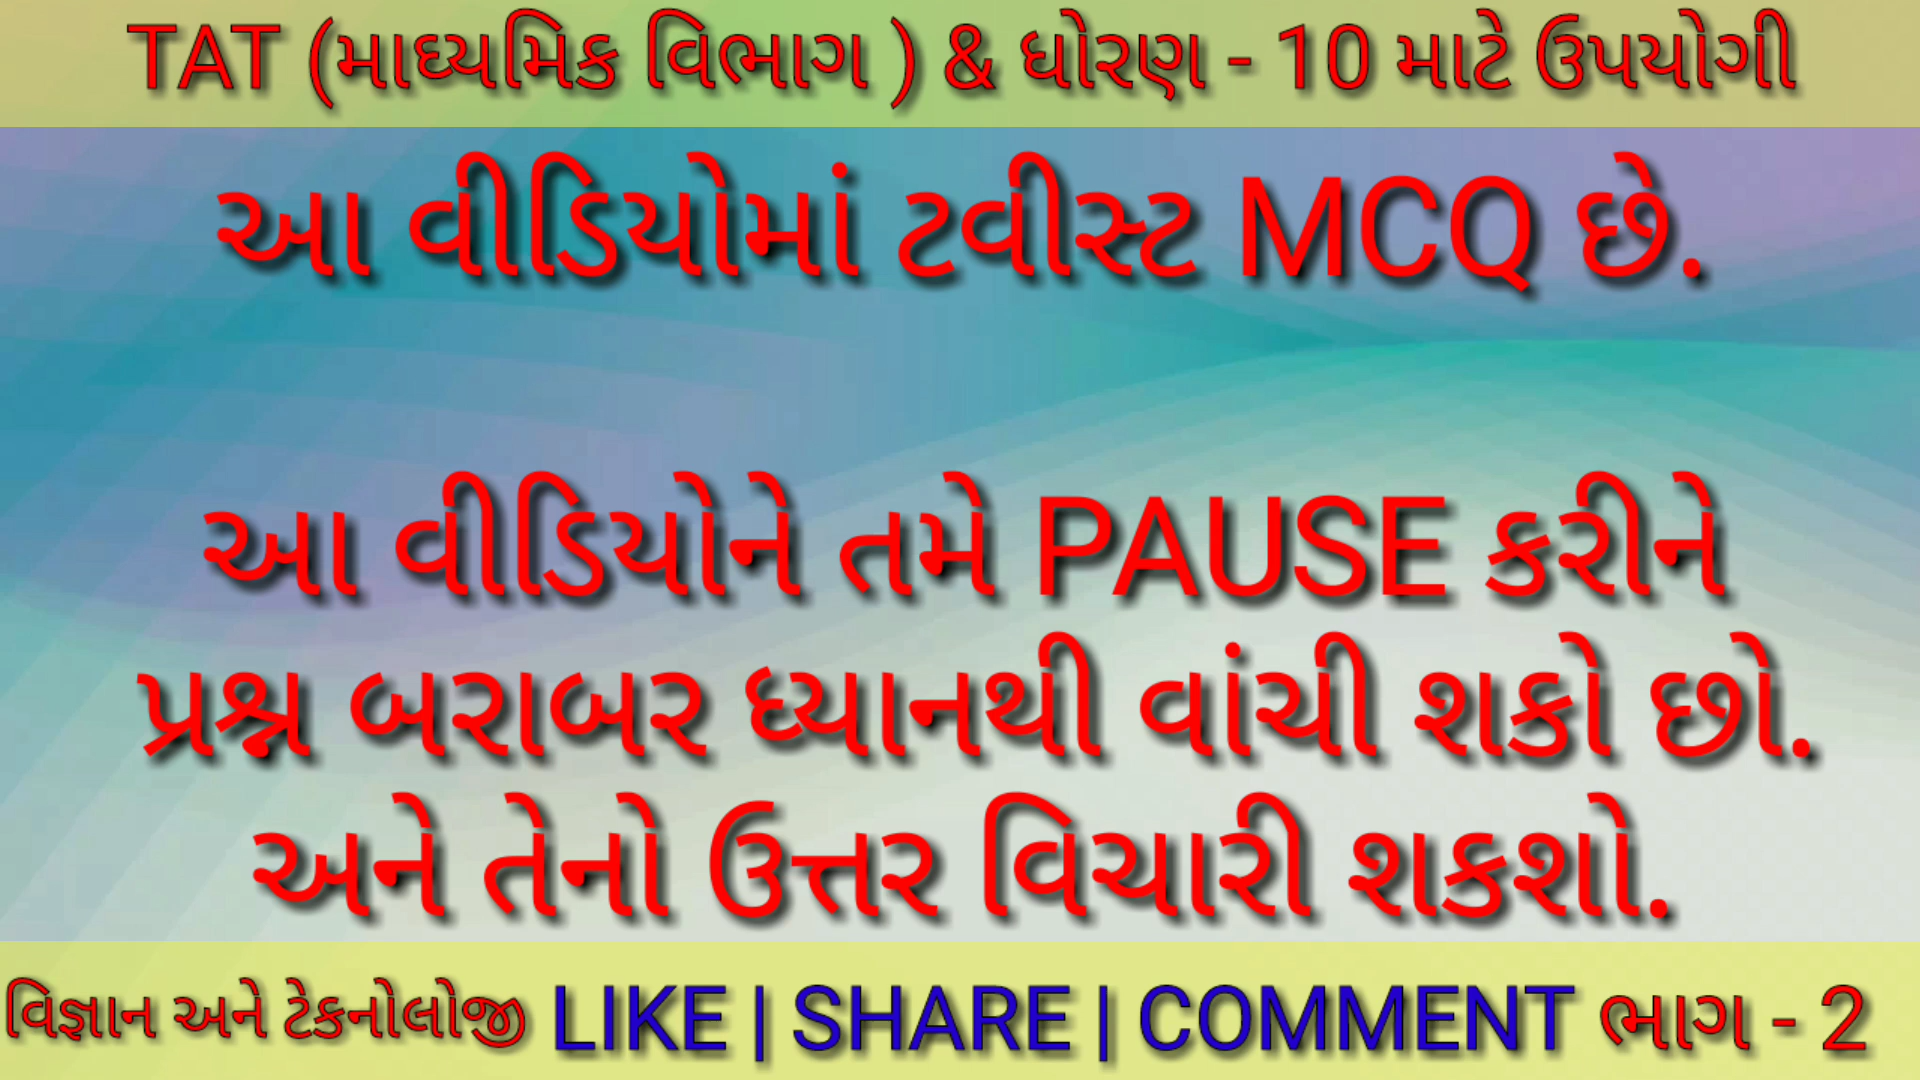 TAT (માધ્યમિક વિભાગ ) & ધોરણ - 10 માટે ઉપયોગી
આ વીડિયોમાં ટવીસ્ટ MCQ છે.
આ વીડિયોને તમે PAUSE કરીને
પ્રશ્ન બરાબર ધ્યાનથી વાંચી શકો છો.
અને તેનો ઉત્તર વિચારી શકશો.
વિજ્ઞાન અને ટેકનોલોજી LIKE | SHARE | COMMENT ભાગ - 2